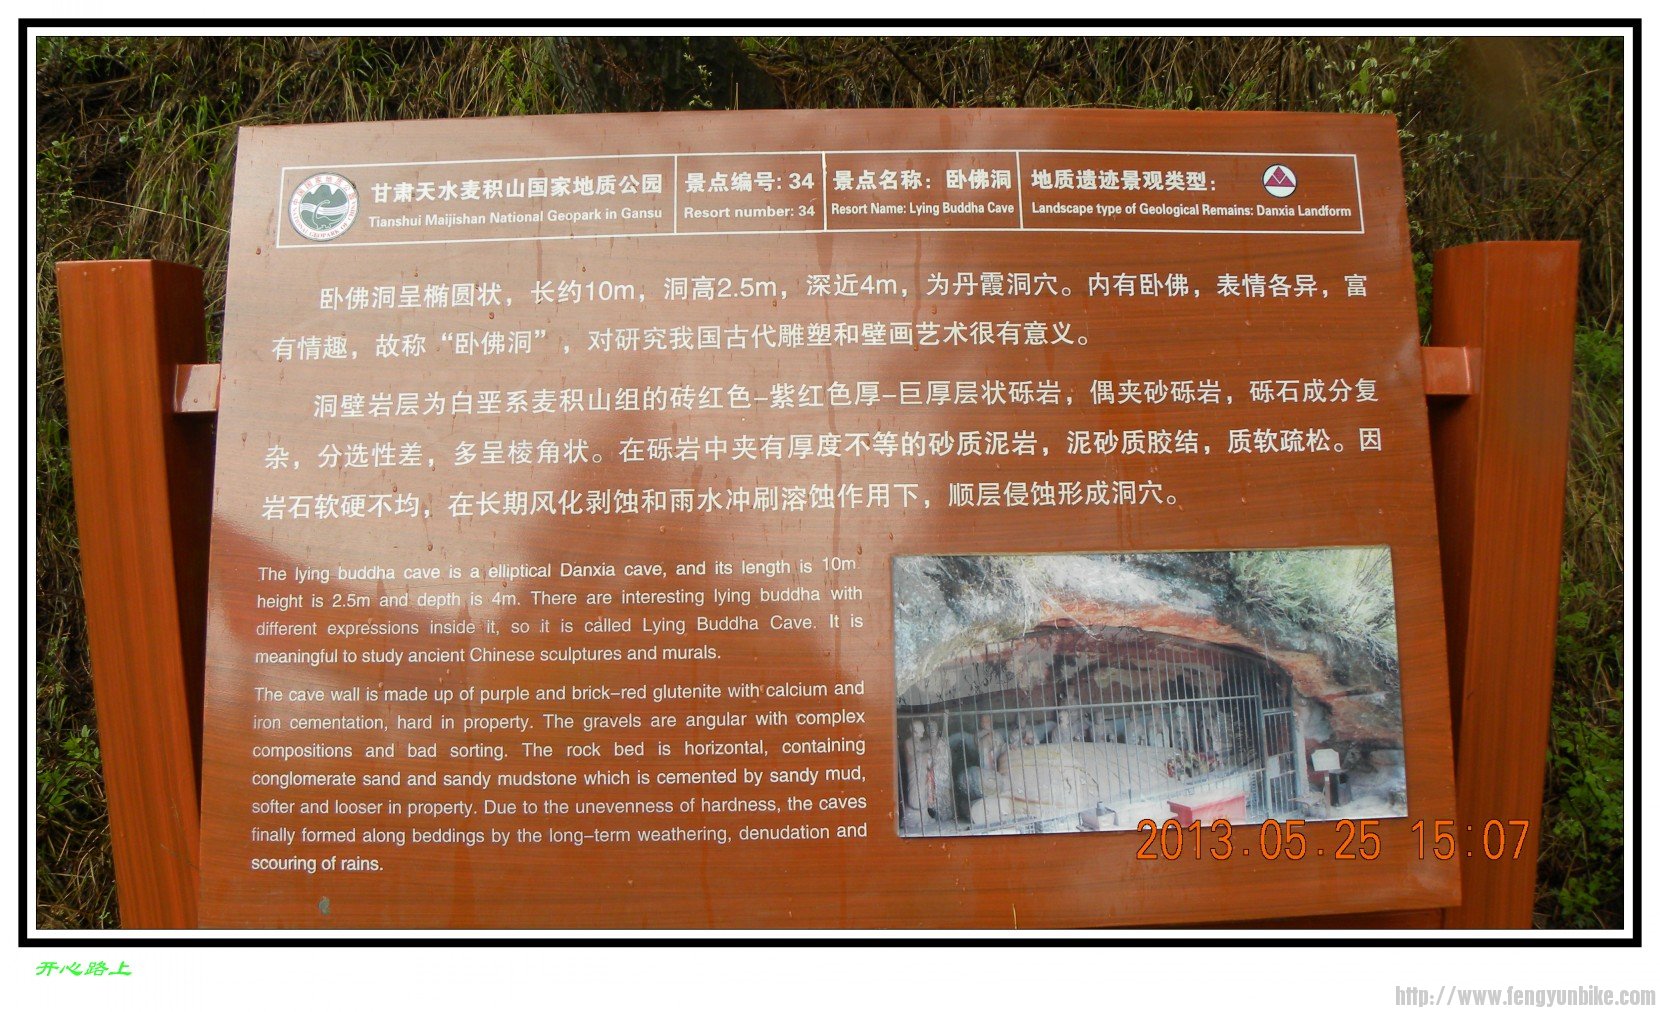 甘肃天水麦积山国家地质公园
Tianshui Maijishan National Geopark in Gansu
景点编号: 34
Resort number: 34
景点名称：卧佛洞
Resort Name: Lying Buddha Cave
地质遗迹景观类型：
Landscape type of Geological Remains: Danxia Landform
卧佛洞呈椭圆状，长约10m，洞高2.5m，深近4m，为丹霞洞穴。内有卧佛，表情各异，富
有情趣，故称“卧佛洞”，对研究我国古代雕塑和壁画艺术很有意义。
洞壁岩层为白垩系麦积山组的砖红色-紫红色厚-巨厚层状砾岩，偶夹砂砾岩，砾石成分复
杂，分选性差，多呈棱角状。在砾岩中夹有厚度不等的砂质泥岩，泥砂质胶结，质软疏松。因
岩石软硬不均，在长期风化剥蚀和雨水冲刷溶蚀作用下，顺层侵蚀形成洞穴。
The lying buddha cave is a elliptical Danxia cave, and its length is 10m.
height is 2.5m and depth is 4m. There are interesting lying buddha with
different expressions inside it, so it is called Lying Buddha Cave. It is
meaningful to study ancient Chinese sculptures and murals.
The cave wall is made up of purple and brick-red glutenite with calcium and
iron cementation, hard in property. The gravels are angular with complex
compositions and bad sorting. The rock bed is horizontal, containing
conglomerate sand and sandy mudstone which is cemented by sandy mud,
softer and looser in property. Due to the unevenness of hardness, the caves
finally formed along beddings by the long-term weathering, denudation and
scouring of rains.
2013.05.25 15:07
开心路上
http://www.fengyunbike.com